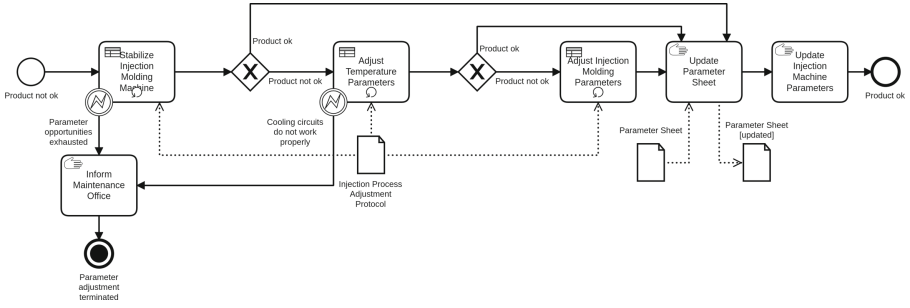 Product not ok
Stabilize
Injection
Molding
Machine
Parameter
opportunities
exhausted
Product ok
Product not ok
Adjust
Temperature
Parameters
Cooling circuits
do not work
properly
Product ok
Product not ok
Adjust Injection
Molding
Parameters
Update
Parameter
Sheet
Update
Injection
Machine
Parameters
Product ok
Inform
Maintenance
Office
Injection Process
Adjustment
Protocol
Parameter Sheet
Parameter Sheet
[updated]
Parameter
adjustment
terminated